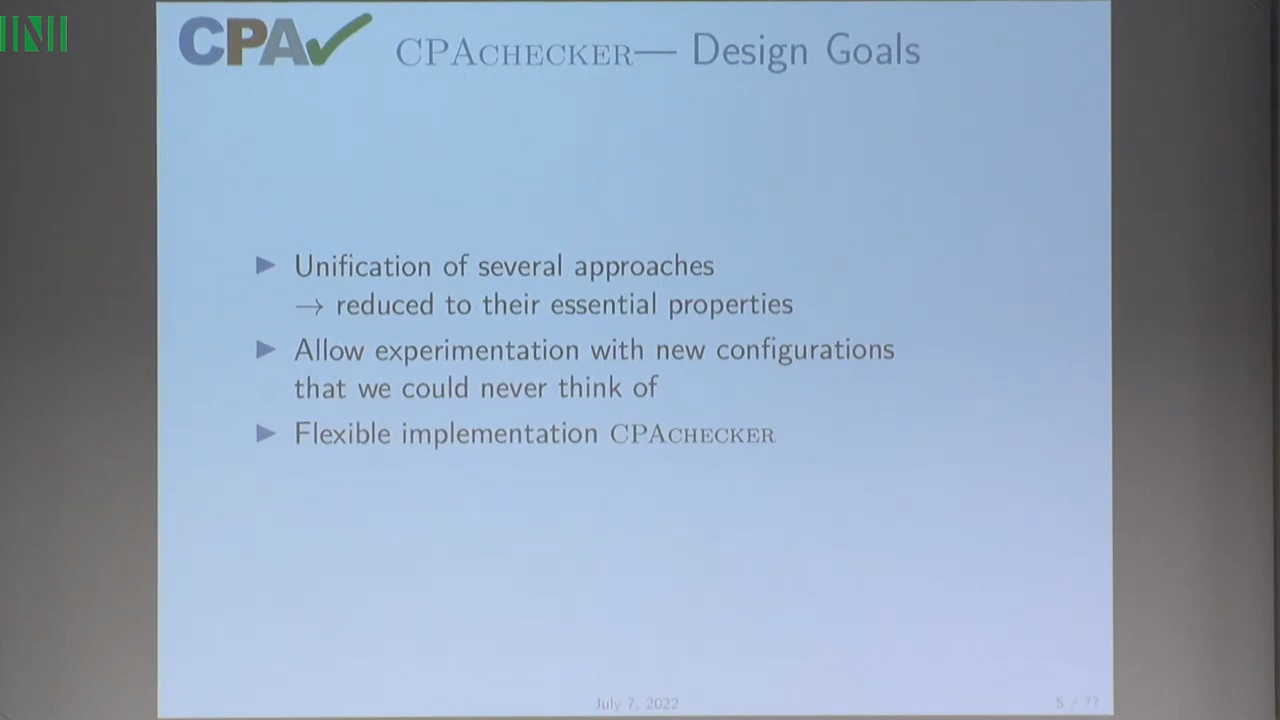 INI
CPA
CPACHECKER— Design Goals
Unification of several approaches
→ reduced to their essential properties
Allow experimentation with new configurations
that we could never think of
Flexible implementation CPACHECKER
July 7, 2022
5 / 77